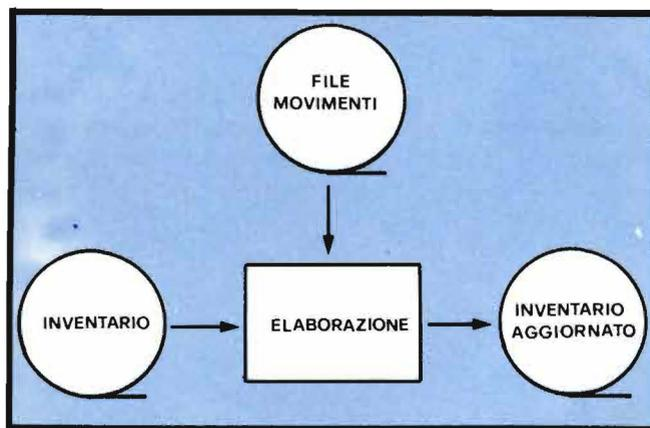 FILE
MOVIMENTI
INVENTARIO
ELABORAZIONE
INVENTARIO
AGGIORNATO